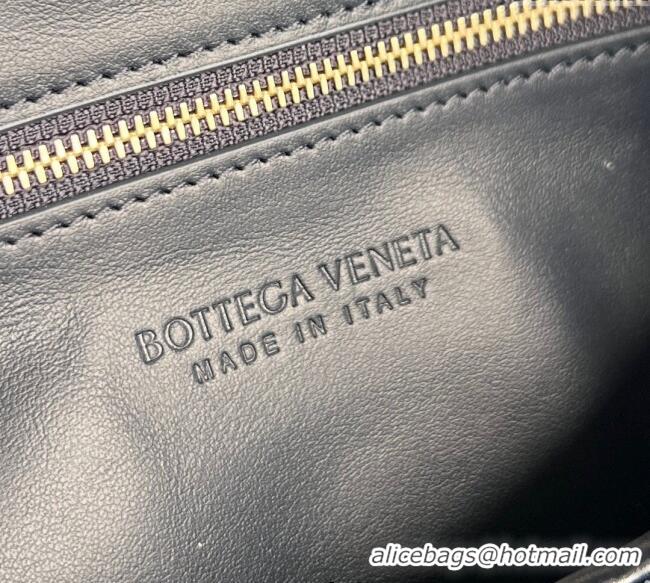 BOTTEGA VENETA
MADE IN ITALY
alicebags@hotmail.com